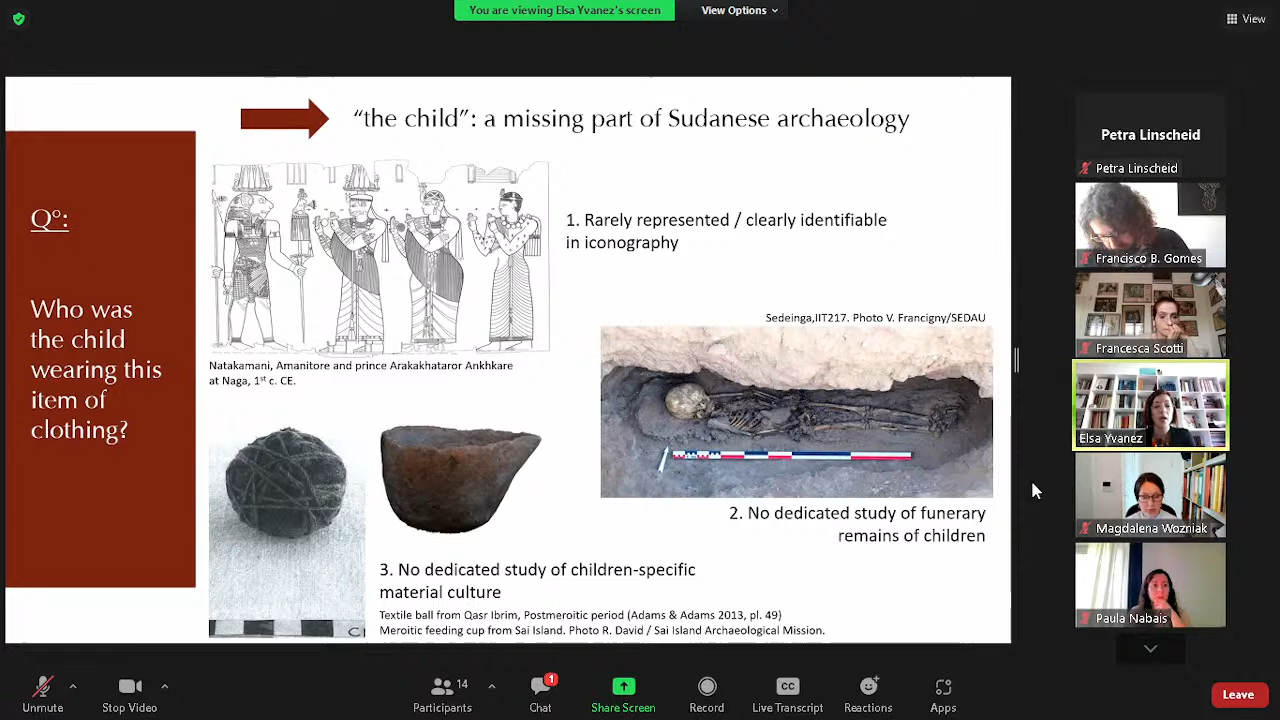 You are viewing Elsa Yvanez's screen
View Options
View
"the child": a missing part of Sudanese archaeology
Qº:
Who was
the child
wearing this
item of
clothing?
1. Rarely represented / clearly identifiable
in iconography
Natakamani, Amanitore and prince Arakakhataror Ankhkare
at Naga, 1st c. CE.
Sedeinga,IIT217. Photo V. Francigny/SEDAU
2. No dedicated study of funerary
remains of children
3. No dedicated study of children-specific
material culture
Textile ball from Qasr Ibrim, Postmeroitic period (Adams & Adams 2013, pl. 49)
Meroitic feeding cup from Sai Island. Photo R. David / Sai Island Archaeological Mission.
Petra Linscheid
Petra Linscheid
Francisco B. Gomes
Francesca Scotti
Elsa Yvanez
Magdalena Wozniak
Paula Nabais
Unmute
Stop Video
14
Participants
1
Chat
Share Screen
Record
CC
Live Transcript
Reactions
Apps
Leave